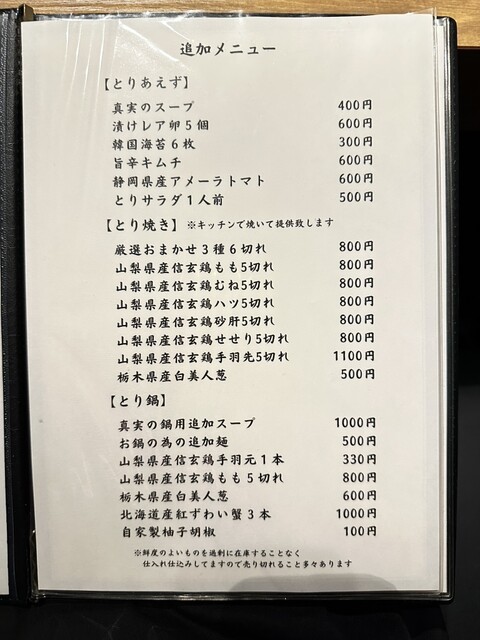 追加メニュー
【とりあえず】
真実のスープ 400円
漬けレア卵5個 600円
韓国海苔6枚 300円
旨辛キムチ 600円
静岡県産アメーラトマト 600円
とりサラダ1人前 500円
【とり焼き】※キッチンで焼いて提供致します
厳選おまかせ3種6切れ 800円
山梨県産信玄鶏もも5切れ 800円
山梨県産信玄鶏むね5切れ 800円
山梨県産信玄鶏ハツ5切れ 800円
山梨県産信玄鶏砂肝5切れ 800円
山梨県産信玄鶏せせり5切れ 800円
山梨県産信玄鶏手羽先5切れ 1100円
栃木県産白美人葱 500円
【とり鍋】
真実の鍋用追加スープ 1000円
お鍋の為の追加麺 500円
山梨県産信玄鶏手羽元1本 330円
山梨県産信玄鶏もも5切れ 800円
栃木県産白美人葱 600円
北海道産紅ずわい蟹3本 1000円
自家製柚子胡椒 100円
※鮮度のよいものを過剰に在庫することなく
仕入れ仕込みしてますので売り切れること多々あります